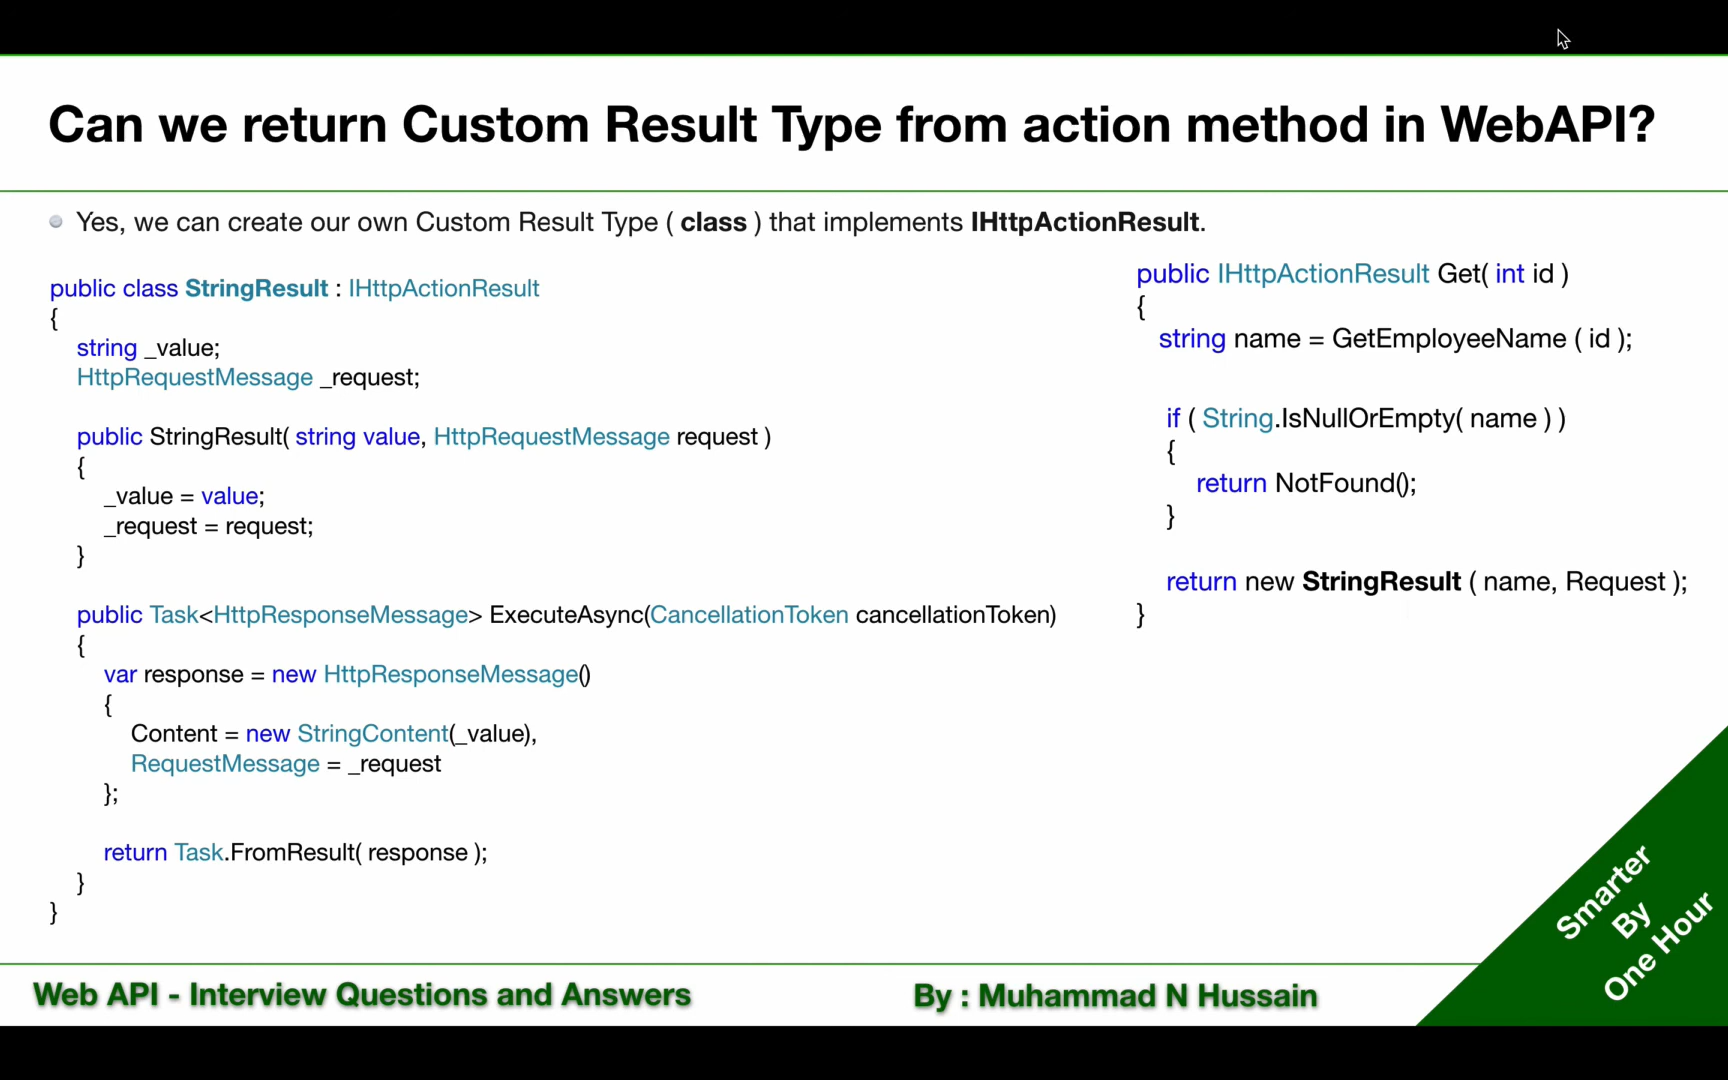 Can we return Custom Result Type from action method in WebAPI?
Yes, we can create our own Custom Result Type ( class ) that implements IHttpActionResult.
public class StringResult : IHttpActionResult
{
string _value;
HttpRequestMessage _request;
public StringResult( string value, HttpRequestMessage request )
{
_value = value;
_request = request;
}
public Task<HttpResponseMessage> ExecuteAsync(CancellationToken cancellationToken)
{
var response = new HttpResponseMessage()
{
Content = new StringContent(_value),
RequestMessage = _request
};
return Task.FromResult( response );
}
}
public IHttpActionResult Get( int id )
{
string name = GetEmployeeName ( id );
if ( String.IsNullOrEmpty( name ) )
{
return NotFound();
}
return new StringResult ( name, Request );
}
Smarter
By
One Hour
Web API - Interview Questions and Answers
By : Muhammad N Hussain